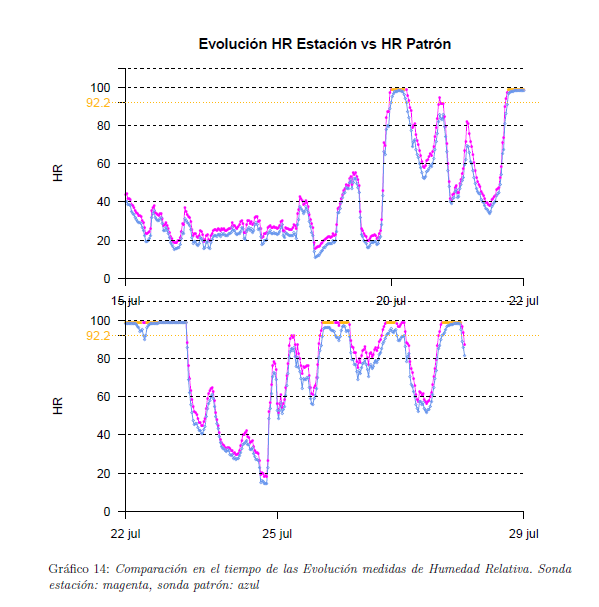 Evolución HR Estación vs HR Patrón
100
92.2
80
60
40
20
0
HR
15 jul
20 jul
22 jul
100
92.2
80
60
40
20
0
HR
22 jul
25 jul
29 jul
Gráfico 14: Comparación en el tiempo de las Evolución medidas de Humedad Relativa. Sonda
estación: magenta, sonda patrón: azul